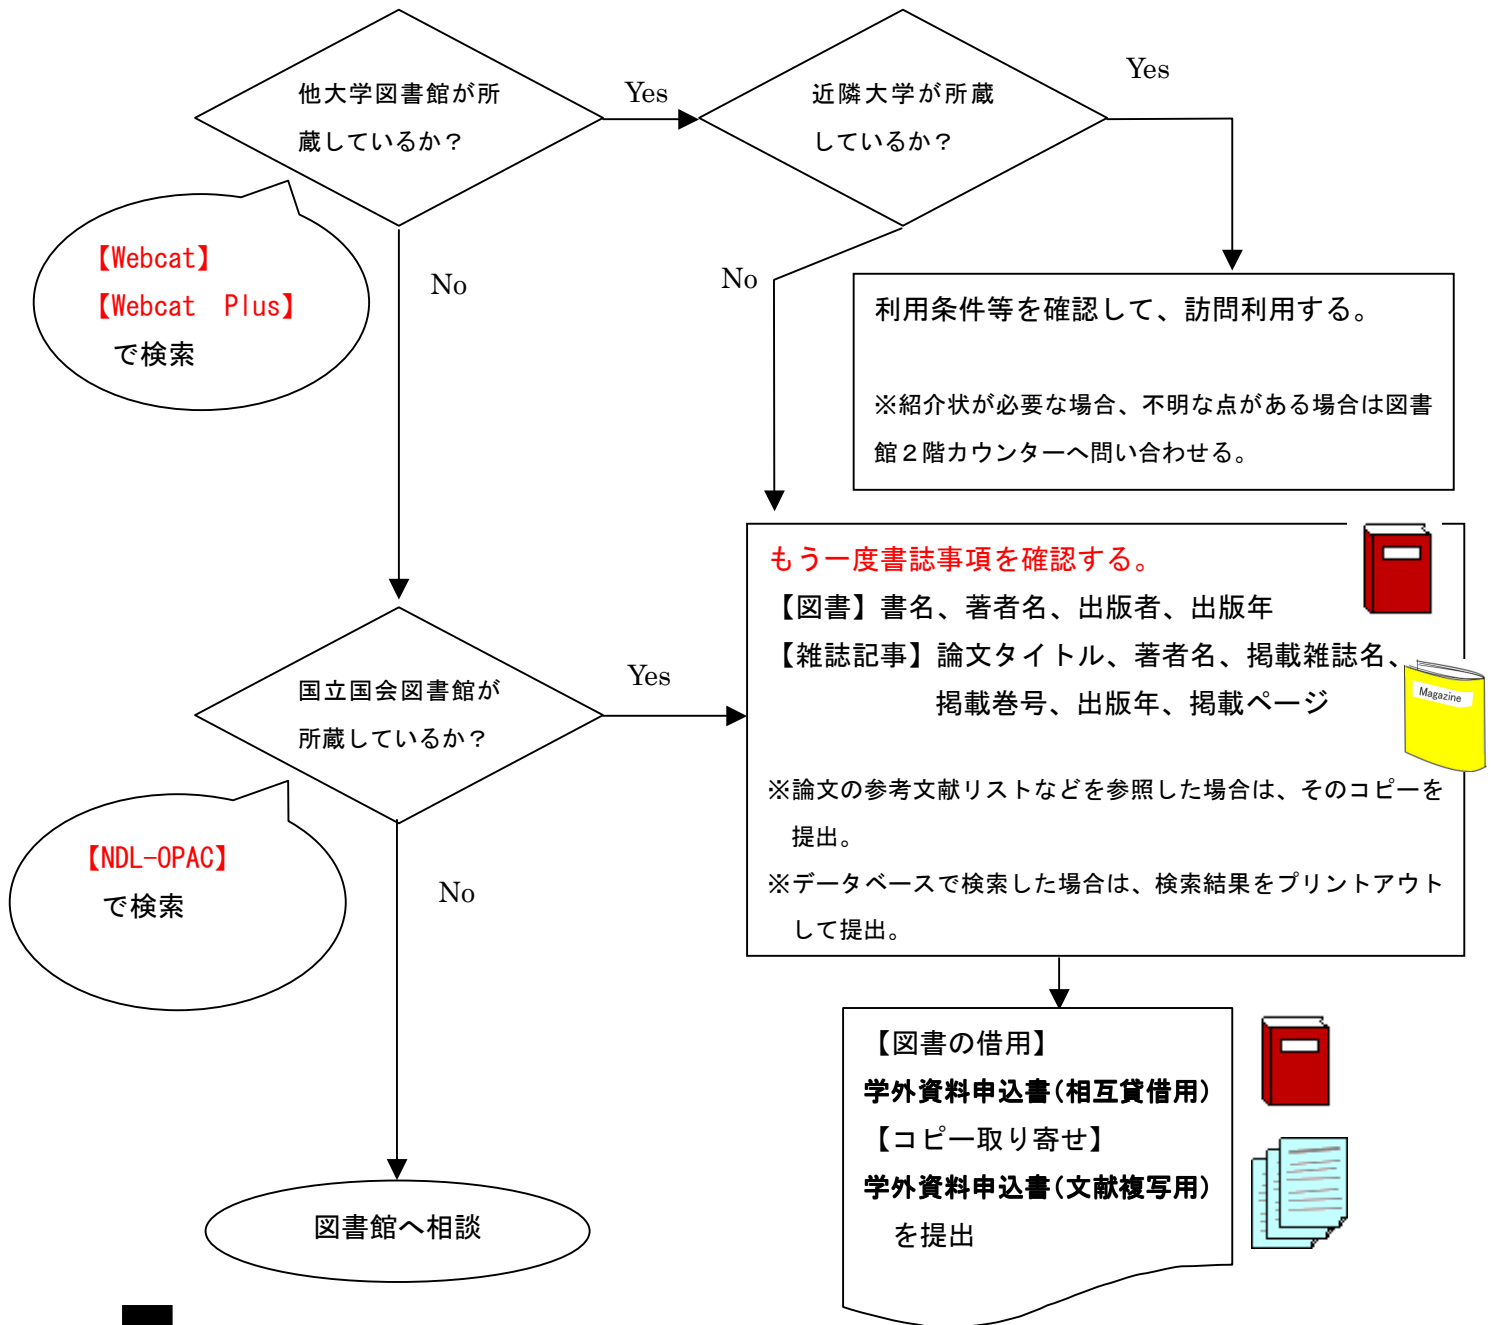 他大学図書館が所
蔵しているか？
Yes
近隣大学が所蔵
しているか？
Yes
【Webcat】
【Webcat　Plus】
で検索
No
No
利用条件等を確認して、訪問利用する。
※紹介状が必要な場合、不明な点がある場合は図書
館２階カウンターへ問い合わせる。
もう一度書誌事項を確認する。
【図書】書名、著者名、出版者、出版年
【雑誌記事】論文タイトル、著者名、掲載雑誌名、
掲載巻号、出版年、掲載ページ
Magazine
※論文の参考文献リストなどを参照した場合は、そのコピーを
提出。
※データベースで検索した場合は、検索結果をプリントアウト
して提出。
国立国会図書館が
所蔵しているか？
Yes
【NDL-OPAC】
で検索
No
図書館へ相談
【図書の借用】
学外資料申込書（相互貸借用）
【コピー取り寄せ】
学外資料申込書（文献複写用）
を提出